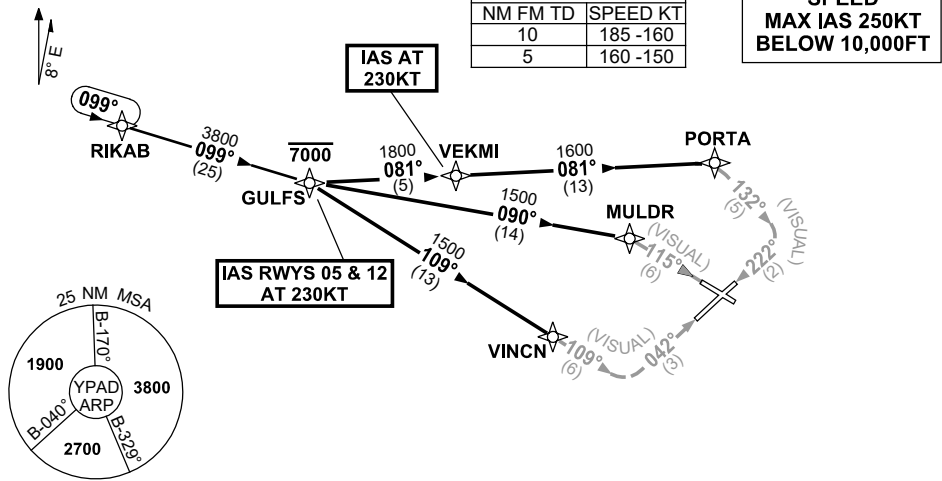 SPEED
MAX IAS 250KT
BELOW 10,000FT
NM FM TD SPEED KT
10 185 -160
5 160 -150
8° E
IAS AT
230KT
099°
RIKAB
3800
099°
(25)
7000
GULFS
1800
081°
(5)
VEKMI
1600
081°
(13)
PORTA
132°
(5)
(VISUAL)
222°
(2)
1500
090°
(14)
MULDR
(VISUAL)
115°
(6)
1500
109°
(13)
IAS RWYS 05 & 12
AT 230KT
VINCN
109°
(6)
(VISUAL)
042°
(3)
25 NM MSA
B-170°
1900
3800
YPAD
ARP
B-040°
B-329°
2700